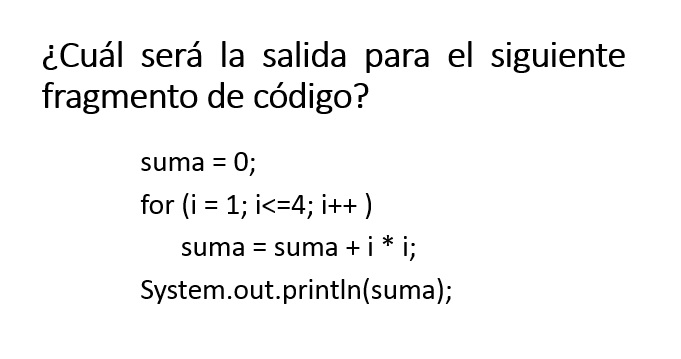 ¿Cuál será la salida para el siguiente
fragmento de código?
suma = 0;
for (i = 1; i<=4; i++ )
suma = suma + i * i;
System.out.println(suma);